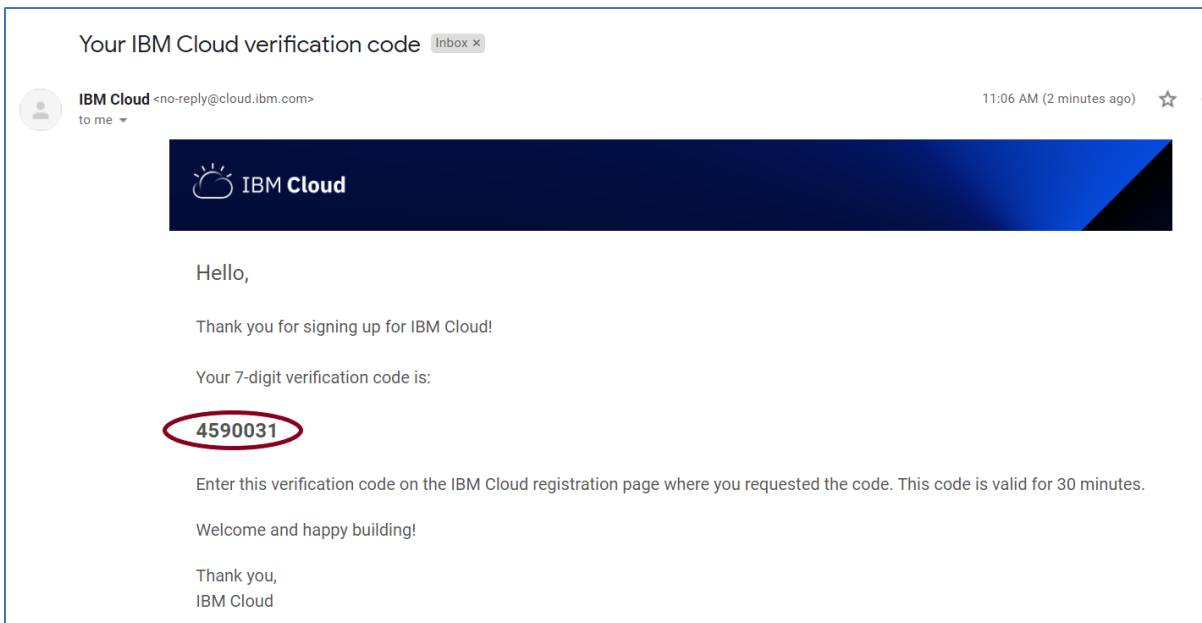 Your IBM Cloud verification code Inbox ×
IBM Cloud <no-reply@cloud.ibm.com> 11:06 AM (2 minutes ago)
to me
IBM Cloud
Hello,
Thank you for signing up for IBM Cloud!
Your 7-digit verification code is:
4590031
Enter this verification code on the IBM Cloud registration page where you requested the code. This code is valid for 30 minutes.
Welcome and happy building!
Thank you,
IBM Cloud